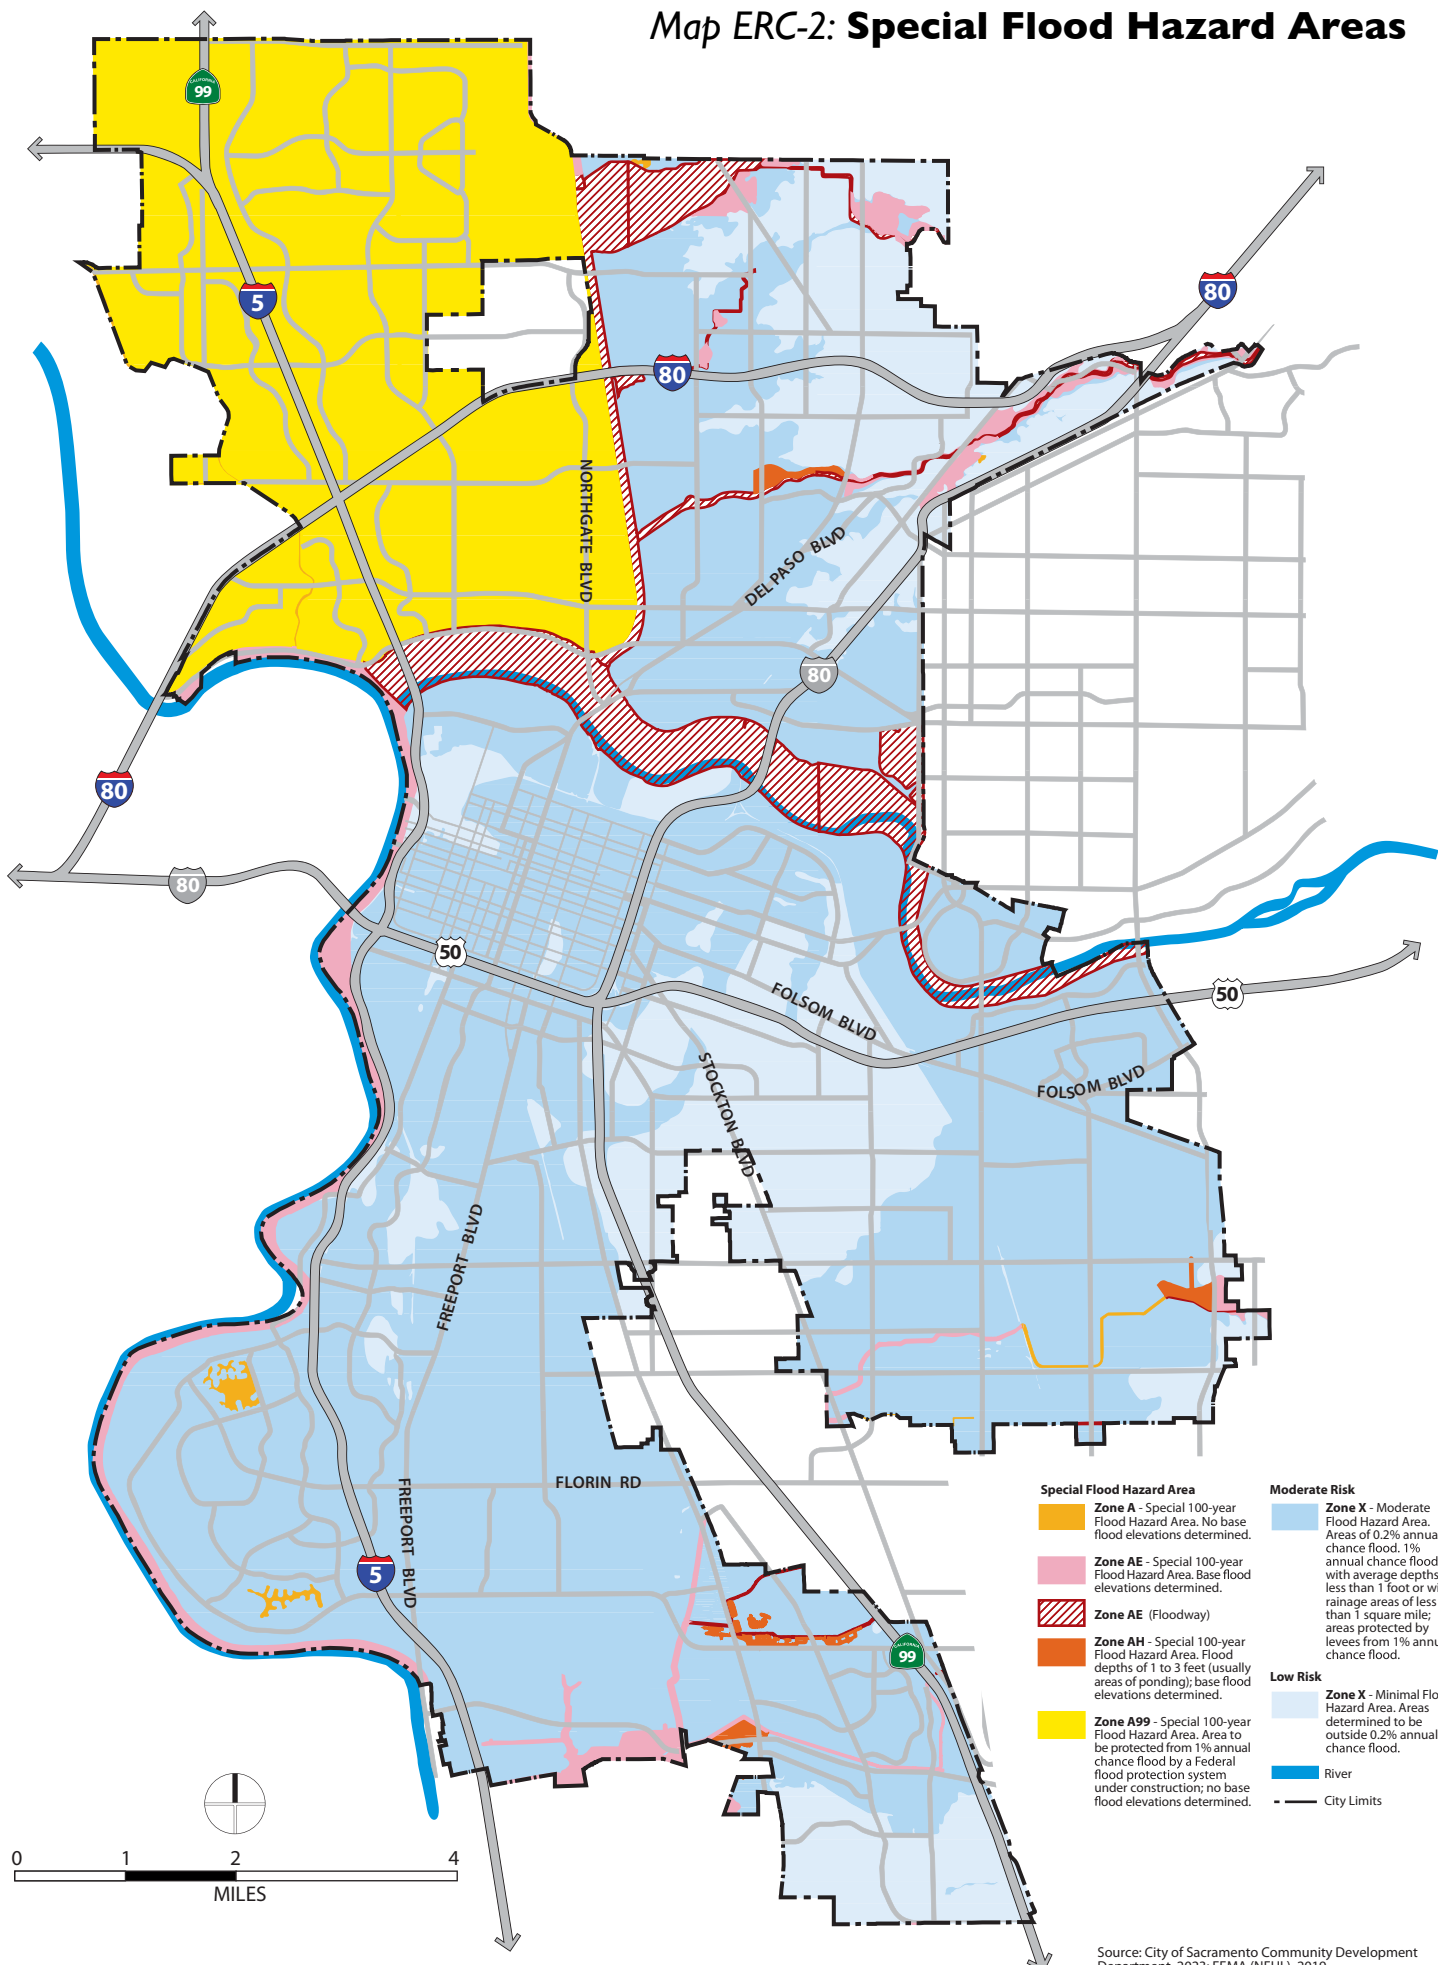 Map ERC-2: Special Flood Hazard Areas
CALIFORNIA
99
5
80
80
NORTHGATE BLVD
DEL PASO BLVD
80
80
80
50
FOLSOM BLVD
50
STOCKTON BLVD
FOLSOM BLVD
FREEPORT BLVD
FLORIN RD
FREEPORT BLVD
5
CALIFORNIA
99
Special Flood Hazard Area
Zone A - Special 100-year
Flood Hazard Area. No base
flood elevations determined.
Zone AE - Special 100-year
Flood Hazard Area. Base flood
elevations determined.
Zone AE (Floodway)
Zone AH - Special 100-year
Flood Hazard Area. Flood
depths of 1 to 3 feet (usually
areas of ponding); base flood
elevations determined.
Zone A99 - Special 100-year
Flood Hazard Area. Area to
be protected from 1% annual
chance flood by a Federal
flood protection system
under construction; no base
flood elevations determined.
Moderate Risk
Zone X - Moderate
Flood Hazard Area.
Areas of 0.2% annua
chance flood. 1%
annual chance flood
with average depths
less than 1 foot or wi
rainage areas of less
than 1 square mile;
areas protected by
levees from 1% annu
chance flood.
Low Risk
Zone X - Minimal Flo
Hazard Area. Areas
determined to be
outside 0.2% annual
chance flood.
River
City Limits
0 1 2 4
MILES
Source: City of Sacramento Community Development
Department, 2023; FEMA (NFHL), 2019